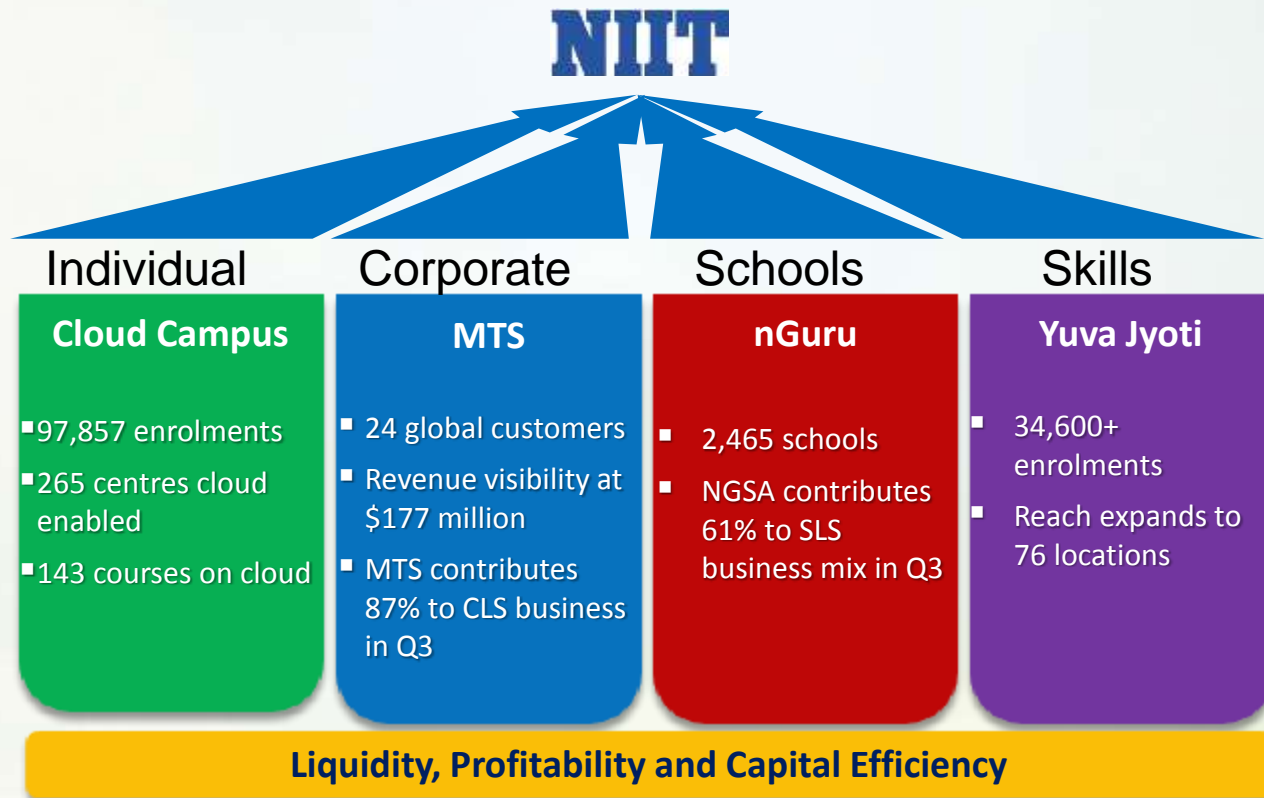 NIIT
Individual
Corporate
Schools
Skills
Cloud Campus
▪97,857 enrolments
▪265 centres cloud
enabled
▪143 courses on cloud
MTS
▪ 24 global customers
▪ Revenue visibility at
$177 million
▪ MTS contributes
87% to CLS business
in Q3
nGuru
▪ 2,465 schools
▪ NGSA contributes
61% to SLS
business mix in Q3
Yuva Jyoti
▪ 34,600+
enrolments
▪ Reach expands to
76 locations
Liquidity, Profitability and Capital Efficiency